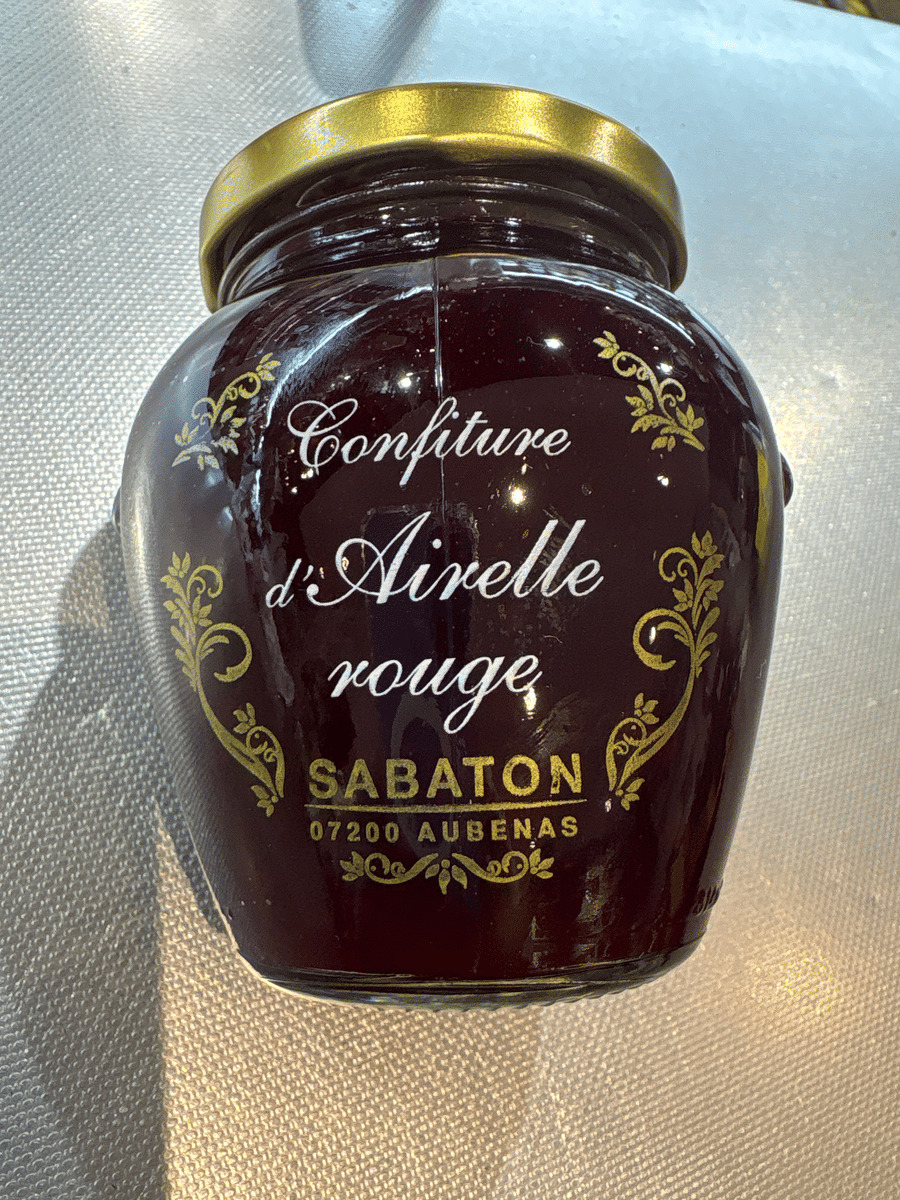 Confiture
d'Airelle
rouge
SABATON
07200 AUBENAS